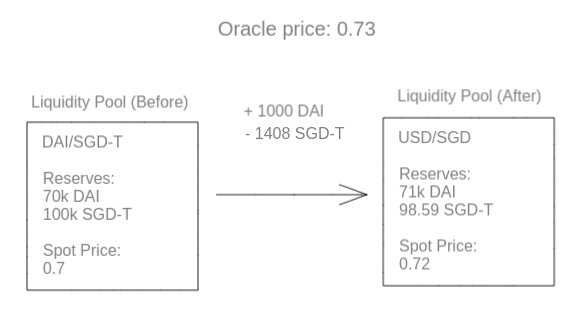 Oracle price: 0.73
Liquidity Pool (Before)
DAI/SGD-T
Reserves:
70k DAI
100k SGD-T
Spot Price:
0.7
+ 1000 DAI
- 1408 SGD-T
Liquidity Pool (After)
USD/SGD
Reserves:
71k DAI
98.59 SGD-T
Spot Price:
0.72